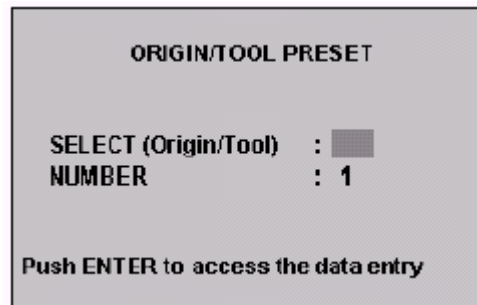 ORIGIN/TOOL PRESET
SELECT (Origin/Tool) :
NUMBER : 1
Push ENTER to access the data entry